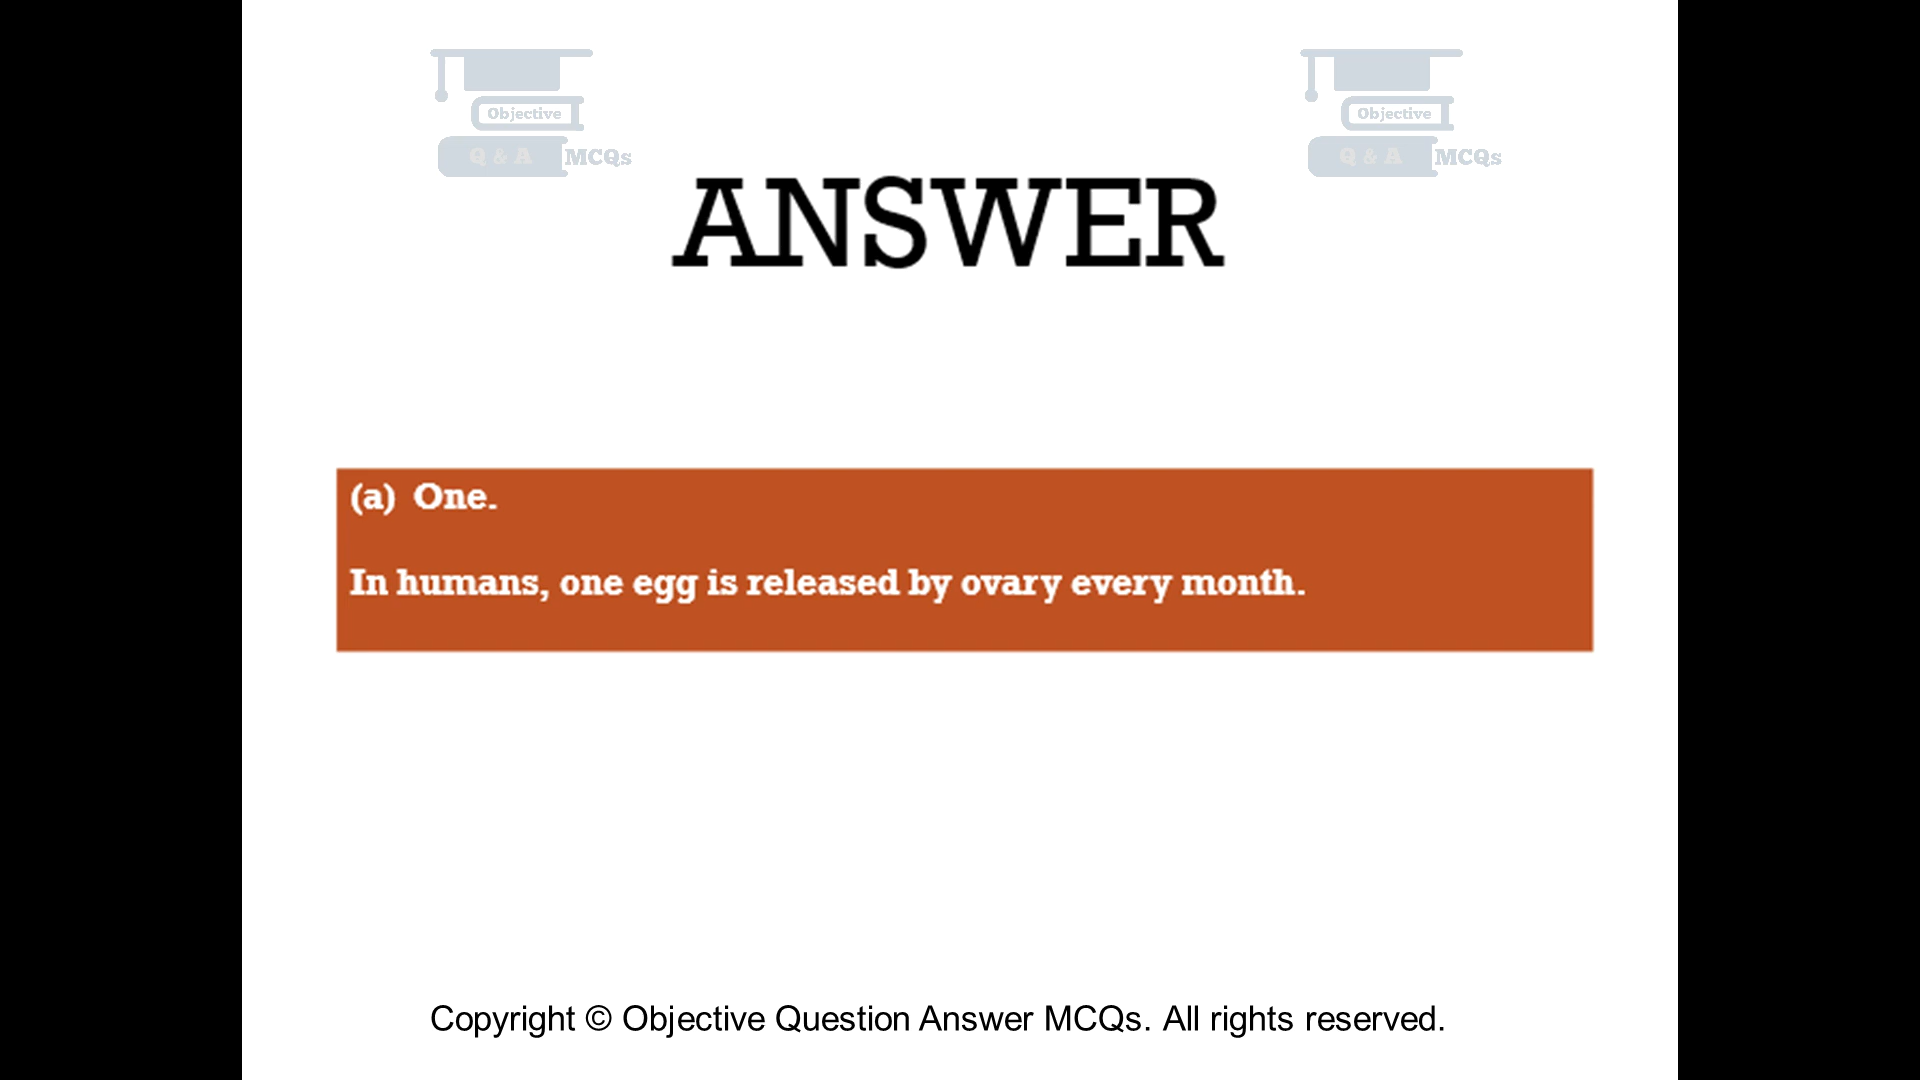 Objective
Q & A MCQs
Objective
Q & A MCQs
ANSWER
(a) One.
In humans, one egg is released by ovary every month.
Copyright © Objective Question Answer MCQs. All rights reserved.